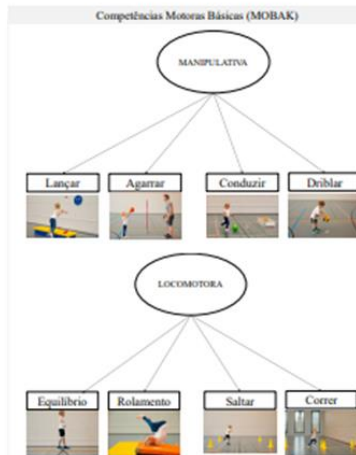 Competências Motoras Básicas (MOBAK)
MANIPULATIVA
Lançar Agarrar Conduzir Driblar
LOCOMOTORA
Equilíbrio Rolamento Saltar Correr